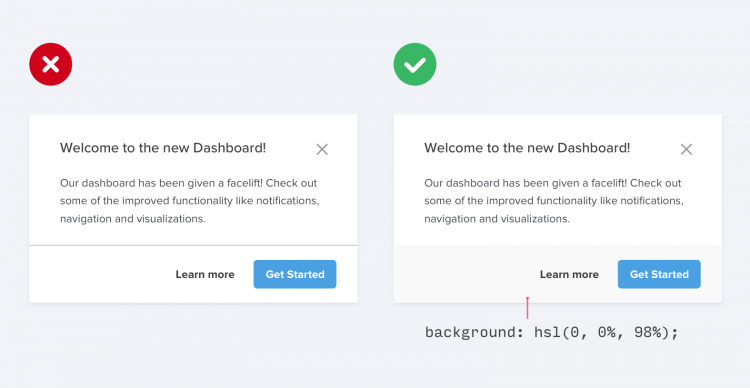 Welcome to the new Dashboard!
Our dashboard has been given a facelift! Check out
some of the improved functionality like notifications,
navigation and visualizations.
Learn more
Get Started
Welcome to the new Dashboard!
Our dashboard has been given a facelift! Check out
some of the improved functionality like notifications,
navigation and visualizations.
Learn more
Get Started
background: hsl(0, 0%, 98%);